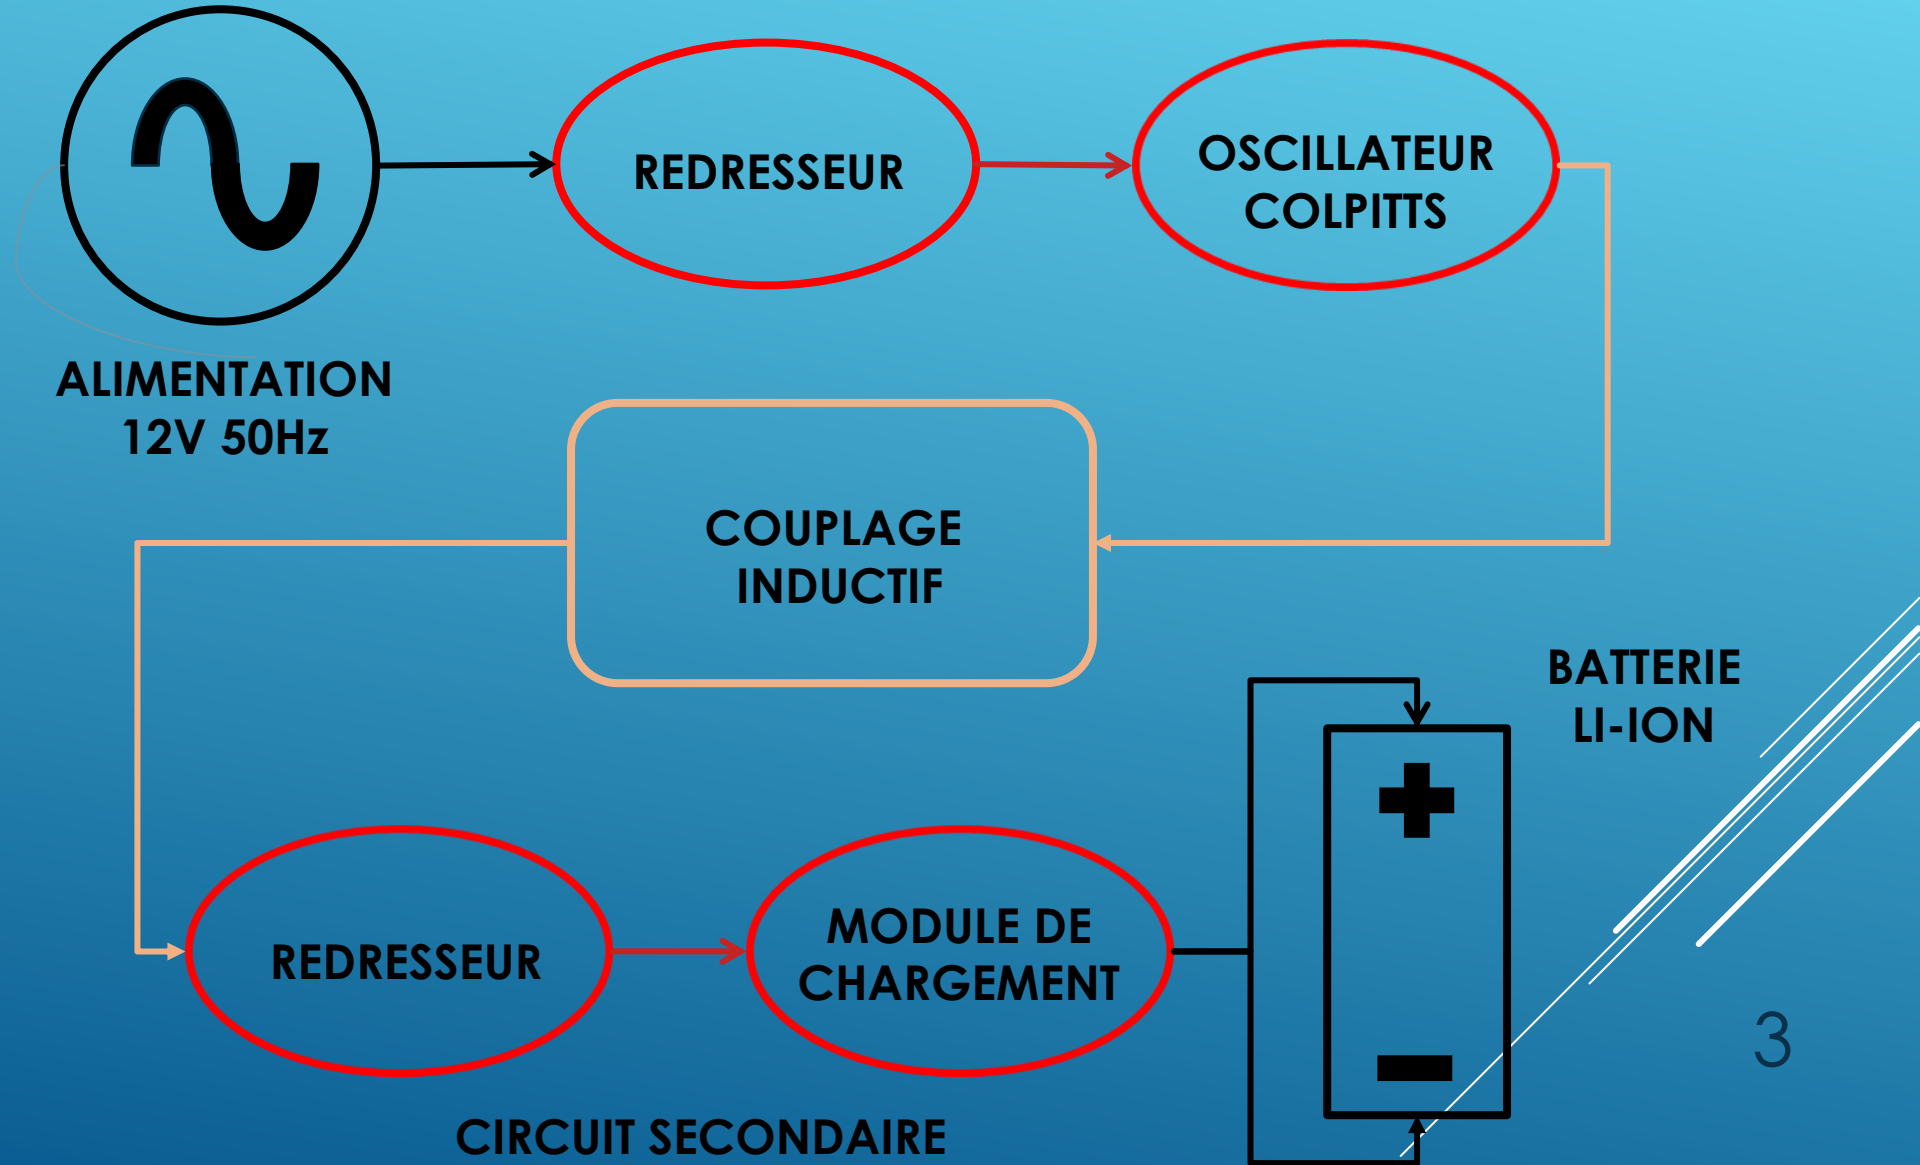 REDRESSEUR
OSCILLATEUR
COLPITTS
ALIMENTATION
12V 50Hz
COUPLAGE
INDUCTIF
BATTERIE
LI-ION
REDRESSEUR
MODULE DE
CHARGEMENT
3
CIRCUIT SECONDAIRE